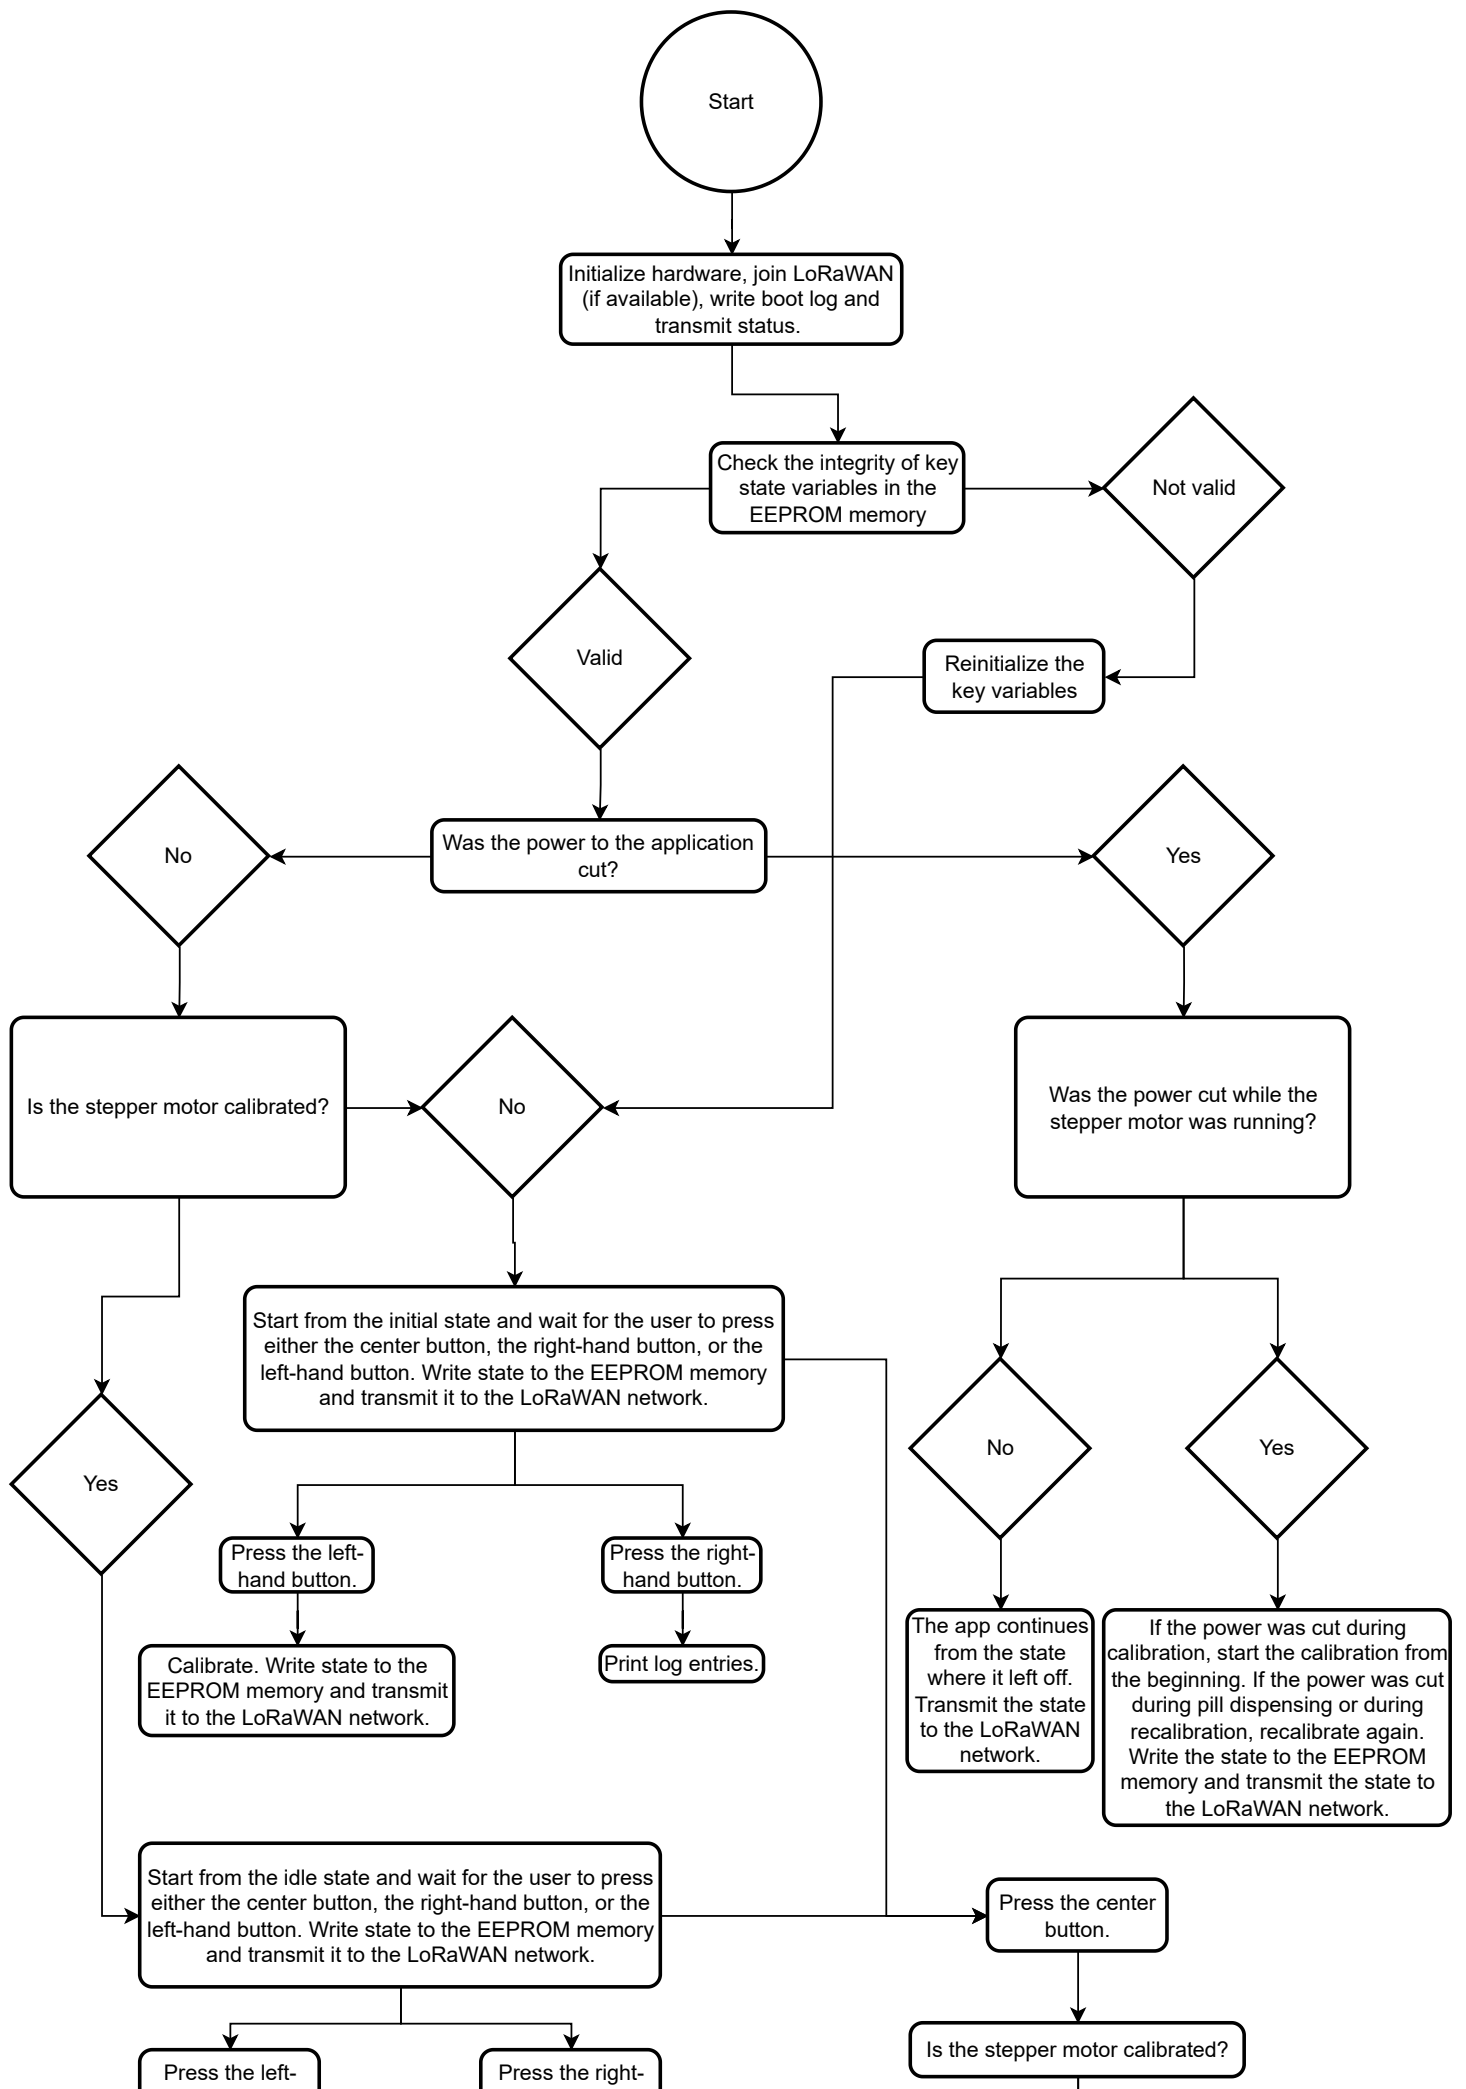 Start
Initialize hardware, join LoRaWAN
(if available), write boot log and
transmit status.
Check the integrity of key
state variables in the
EEPROM memory
Not valid
Valid
Reinitialize the
key variables
No
Was the power to the application
cut?
Yes
Is the stepper motor calibrated?
No
Was the power cut while the
stepper motor was running?
Start from the initial state and wait for the user to press
either the center button, the right-hand button, or the
left-hand button. Write state to the EEPROM memory
and transmit it to the LoRaWAN network.
Yes
No
Yes
Press the left-
hand button.
Press the right-
hand button.
Calibrate. Write state to the
EEPROM memory and transmit
it to the LoRaWAN network.
Print log entries.
The app continues
from the state
where it left off.
Transmit the state
to the LoRaWAN
network.
If the power was cut during
calibration, start the calibration from
the beginning. If the power was cut
during pill dispensing or during
recalibration, recalibrate again.
Write the state to the EEPROM
memory and transmit the state to
the LoRaWAN network.
Start from the idle state and wait for the user to press
either the center button, the right-hand button, or the
left-hand button. Write state to the EEPROM memory
and transmit it to the LoRaWAN network.
Press the center
button.
Is the stepper motor calibrated?
Press the left-
Press the right-